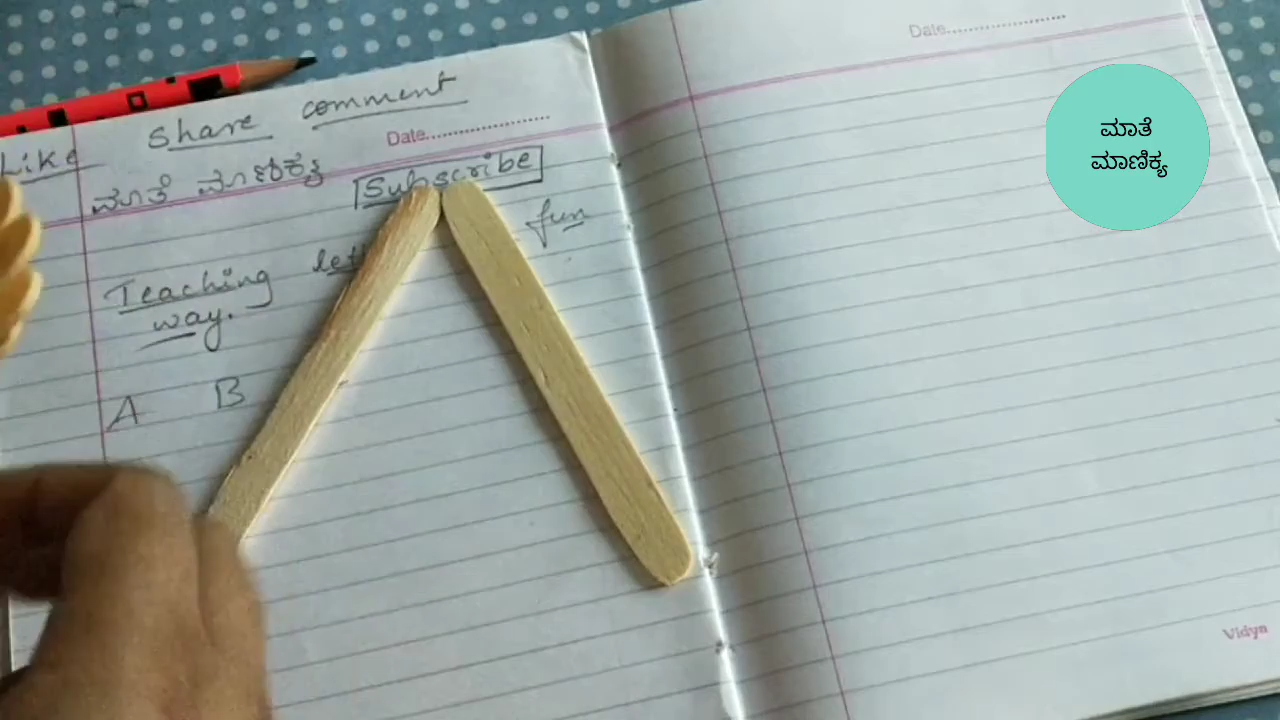 Like Share comment
Date....................
ಮಾತೆ ಮಾಣಿಕ್ಯ Subscribe
Teaching fun
way.
A B
Date....................
ಮಾತೆ
ಮಾಣಿಕ್ಯ
Vidya